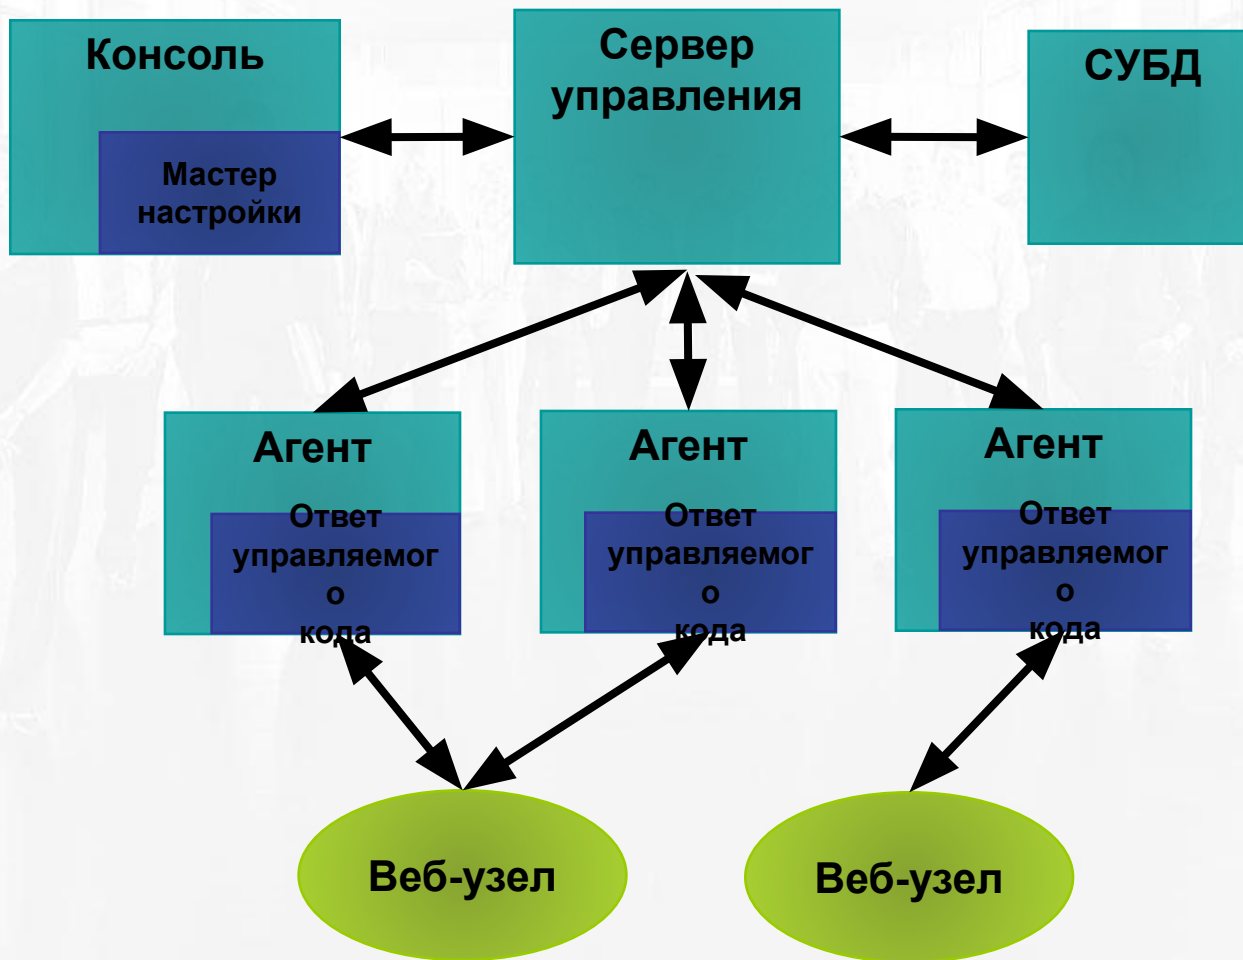 Консоль
Мастер
настройки
Сервер
управления
СУБД
Агент
Ответ
управляемог
о
кода
Агент
Ответ
управляемог
о
кода
Агент
Ответ
управляемог
о
кода
Веб-узел
Веб-узел